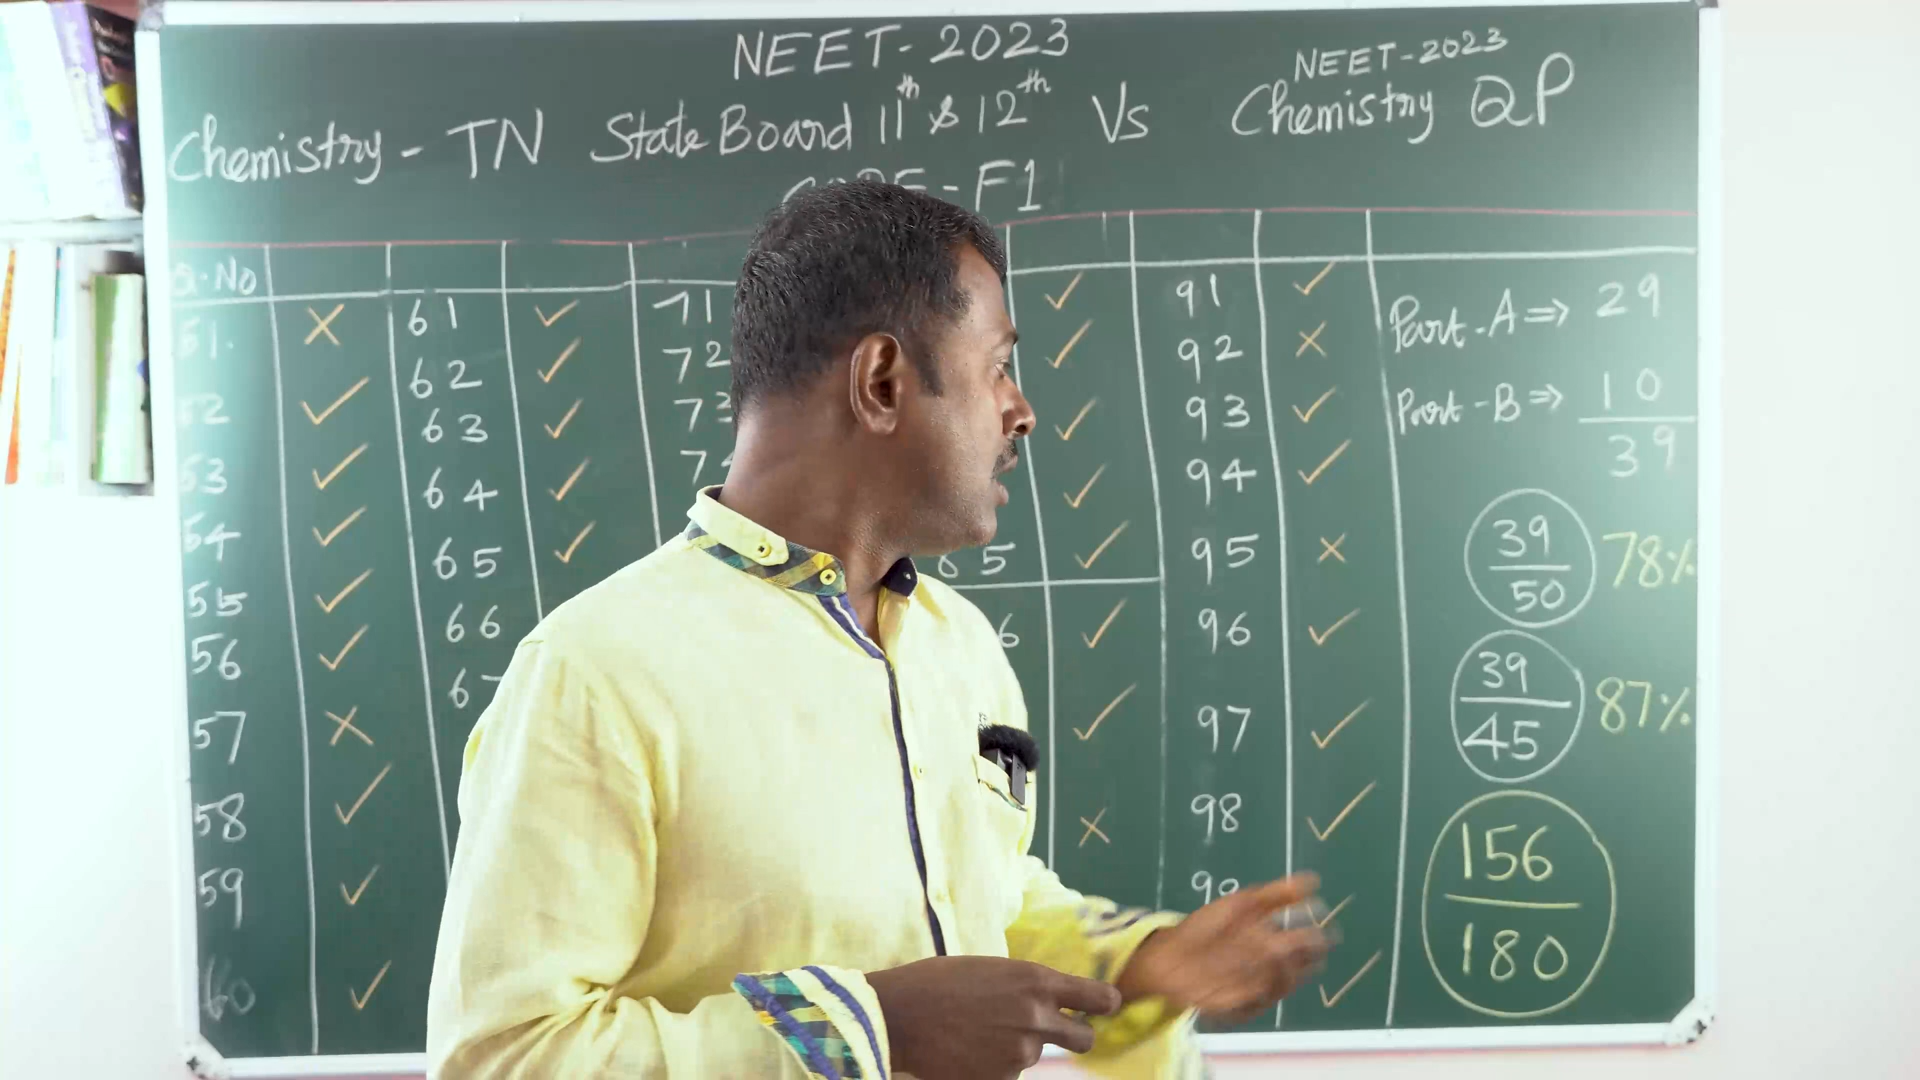 NEET-2023
Chemistry - TN State Board 11th & 12th Vs NEET-2023 Chemistry QP
CODE - F1
Q.No
51. ✗ 61 ✓ 71 ✓ 91 ✓ Part-A => 29
52 ✓ 62 ✓ 72 ✓ 92 ✗
53 ✓ 63 ✓ 73 ✓ 93 ✓ Part-B => 10
54 ✓ 64 ✓ ✓ 94 ✓ 39
55 ✓ 65 ✓ 85 ✓ 95 ✗ 39/50 78%
56 ✓ 66 ✓ 96 ✓
57 ✗ ✓ 97 ✓ 39/45 87%
58 ✓ ✗ 98 ✓
59 ✓ 99 ✓ 156/180
60 ✓ ✓